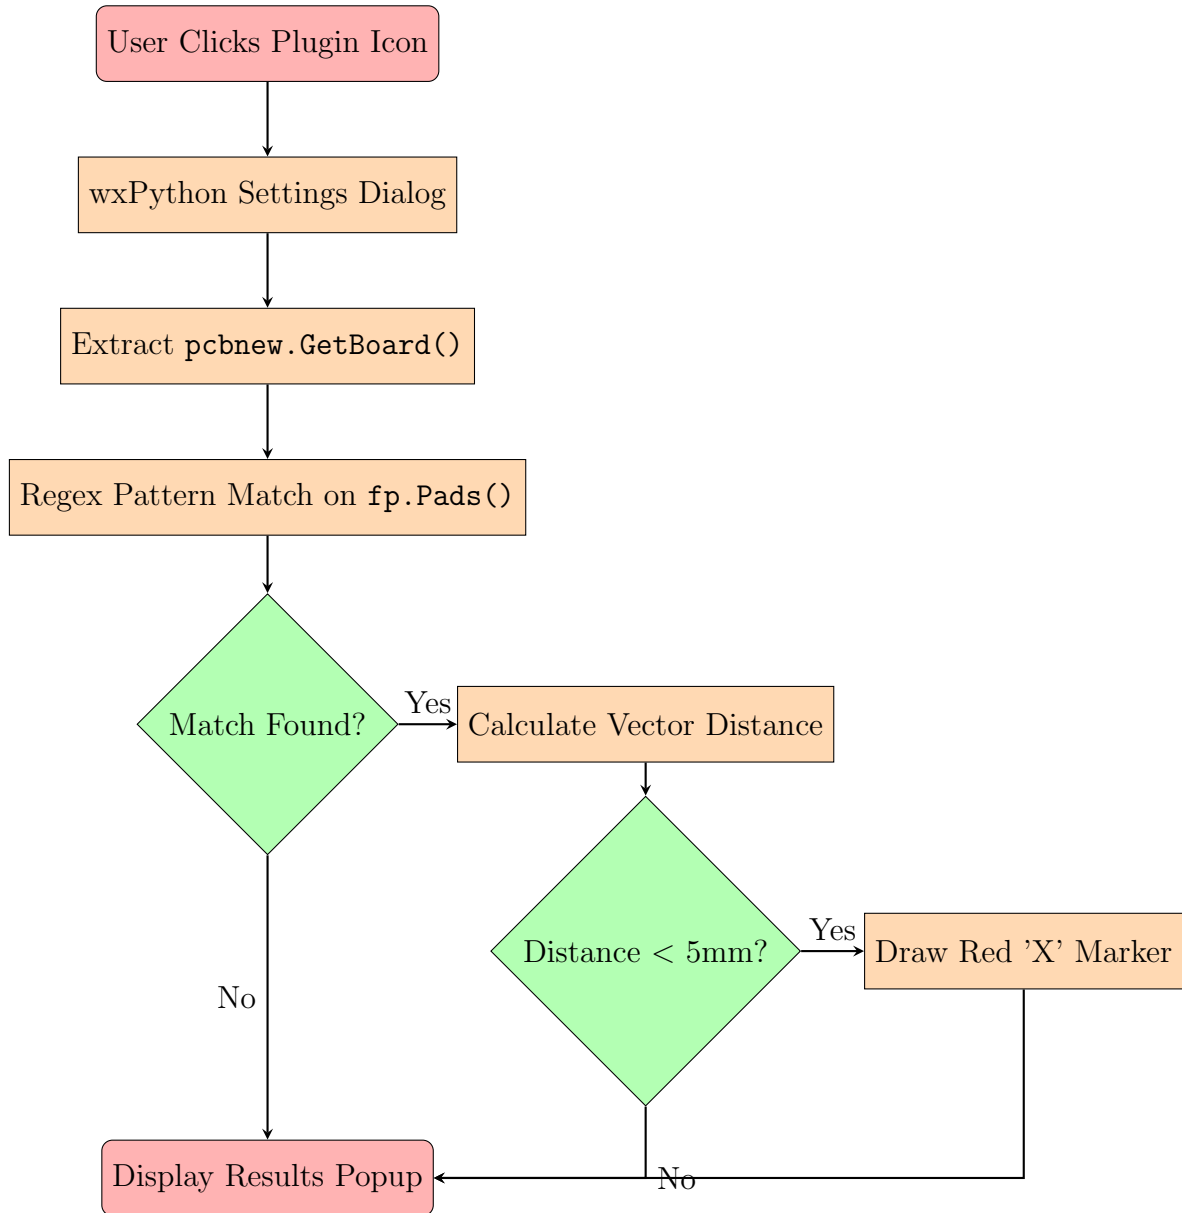 User Clicks Plugin Icon
wxPython Settings Dialog
Extract pcbnew.GetBoard()
Regex Pattern Match on fp.Pads()
Match Found?
Yes
Calculate Vector Distance
Distance < 5mm?
Yes
Draw Red 'X' Marker
No
No
Display Results Popup